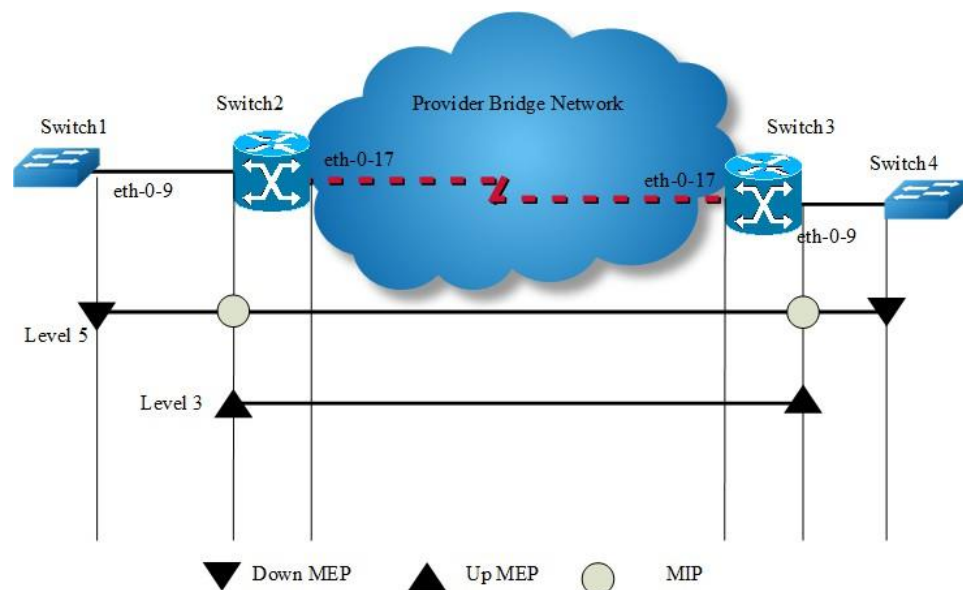 Provider Bridge Network
Switch2
Switch1
Switch3
Switch4
eth-0-17
eth-0-17
eth-0-9
eth-0-9
Level 5
Level 3
Down MEP
Up MEP
MIP